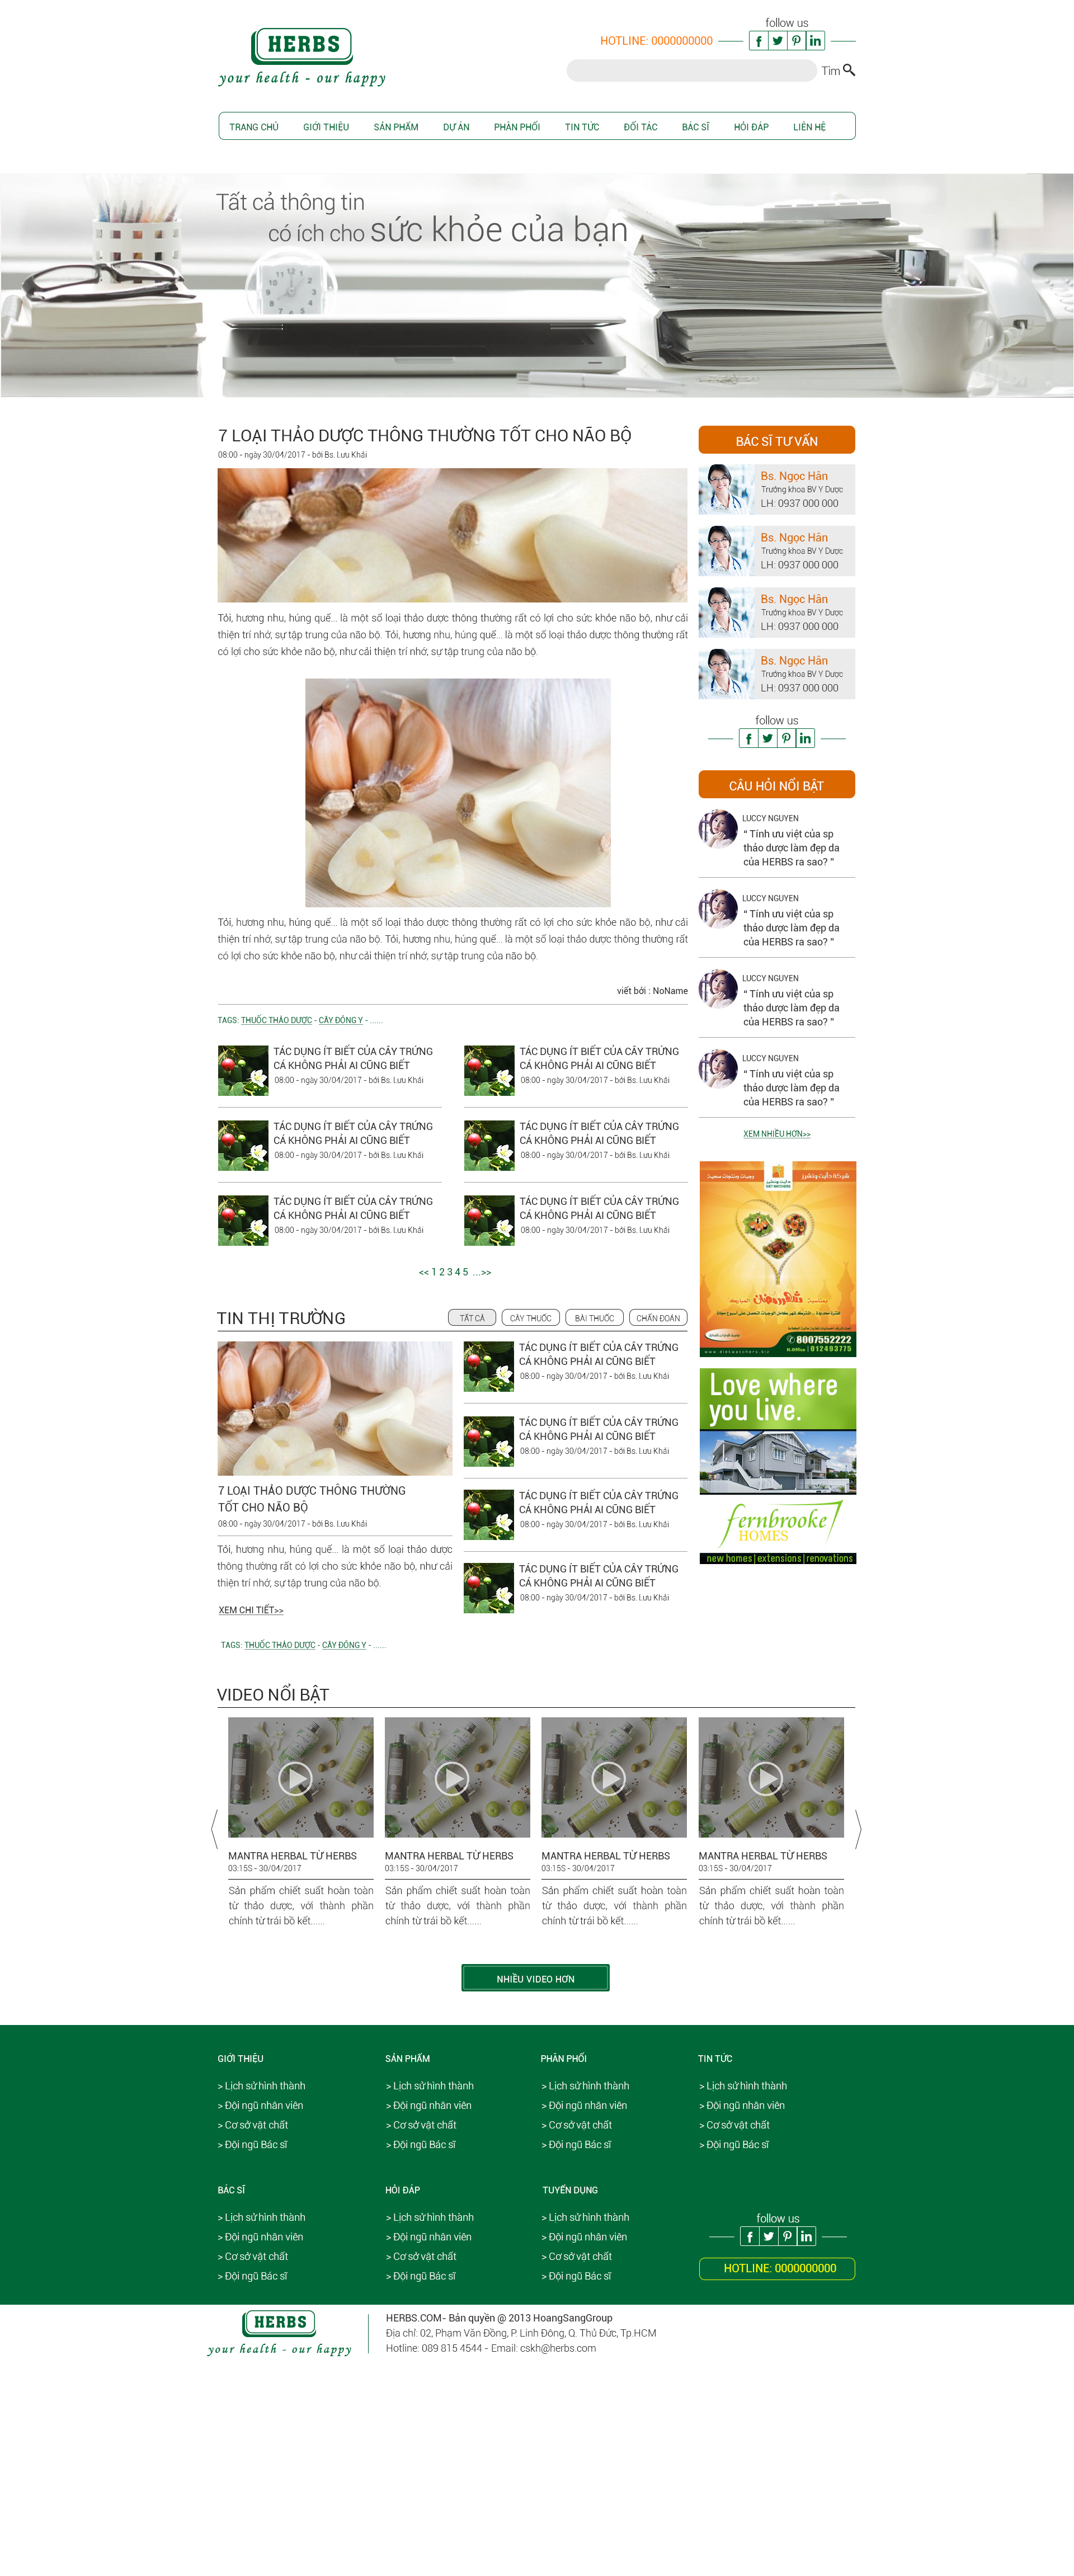 HERBS
your health - our happy
follow us
HOTLINE: 0000000000
Tìm
TRANG CHỦ GIỚI THIỆU SẢN PHẨM DỰ ÁN PHÂN PHỐI TIN TỨC ĐỐI TÁC BÁC SĨ HỎI ĐÁP LIÊN HỆ
Tất cả thông tin
có ích cho sức khỏe của bạn
7 LOẠI THẢO DƯỢC THÔNG THƯỜNG TỐT CHO NÃO BỘ
08:00 - ngày 30/04/2017 - bởi Bs. Lưu Khải
Tỏi, hương nhu, húng quế... là một số loại thảo dược thông thường rất có lợi cho sức khỏe não bộ, như cải
thiện trí nhớ, sự tập trung của não bộ. Tỏi, hương nhu, húng quế... là một số loại thảo dược thông thường rất
có lợi cho sức khỏe não bộ, như cải thiện trí nhớ, sự tập trung của não bộ.
Tỏi, hương nhu, húng quế... là một số loại thảo dược thông thường rất có lợi cho sức khỏe não bộ, như cải
thiện trí nhớ, sự tập trung của não bộ. Tỏi, hương nhu, húng quế... là một số loại thảo dược thông thường rất
có lợi cho sức khỏe não bộ, như cải thiện trí nhớ, sự tập trung của não bộ.
viết bởi : NoName
TAGS: THUỐC THẢO DƯỢC - CÂY ĐÔNG Y - ......
TÁC DỤNG ÍT BIẾT CỦA CÂY TRỨNG
CÁ KHÔNG PHẢI AI CŨNG BIẾT
08:00 - ngày 30/04/2017 - bởi Bs. Lưu Khải
TÁC DỤNG ÍT BIẾT CỦA CÂY TRỨNG
CÁ KHÔNG PHẢI AI CŨNG BIẾT
08:00 - ngày 30/04/2017 - bởi Bs. Lưu Khải
TÁC DỤNG ÍT BIẾT CỦA CÂY TRỨNG
CÁ KHÔNG PHẢI AI CŨNG BIẾT
08:00 - ngày 30/04/2017 - bởi Bs. Lưu Khải
TÁC DỤNG ÍT BIẾT CỦA CÂY TRỨNG
CÁ KHÔNG PHẢI AI CŨNG BIẾT
08:00 - ngày 30/04/2017 - bởi Bs. Lưu Khải
TÁC DỤNG ÍT BIẾT CỦA CÂY TRỨNG
CÁ KHÔNG PHẢI AI CŨNG BIẾT
08:00 - ngày 30/04/2017 - bởi Bs. Lưu Khải
TÁC DỤNG ÍT BIẾT CỦA CÂY TRỨNG
CÁ KHÔNG PHẢI AI CŨNG BIẾT
08:00 - ngày 30/04/2017 - bởi Bs. Lưu Khải
<< 1 2 3 4 5 ...>>
BÁC SĨ TƯ VẤN
Bs. Ngọc Hân
Trưởng khoa BV Y Dược
LH: 0937 000 000
Bs. Ngọc Hân
Trưởng khoa BV Y Dược
LH: 0937 000 000
Bs. Ngọc Hân
Trưởng khoa BV Y Dược
LH: 0937 000 000
Bs. Ngọc Hân
Trưởng khoa BV Y Dược
LH: 0937 000 000
follow us
CÂU HỎI NỔI BẬT
LUCCY NGUYEN
“ Tính ưu việt của sp
thảo dược làm đẹp da
của HERBS ra sao? ”
LUCCY NGUYEN
“ Tính ưu việt của sp
thảo dược làm đẹp da
của HERBS ra sao? ”
LUCCY NGUYEN
“ Tính ưu việt của sp
thảo dược làm đẹp da
của HERBS ra sao? ”
LUCCY NGUYEN
“ Tính ưu việt của sp
thảo dược làm đẹp da
của HERBS ra sao? ”
XEM NHIỀU HƠN>>
8007552222
012493775
www.dietwatchers.biz
Love where
you live.
fernbrooke
HOMES
new homes | extensions | renovations
TIN THỊ TRƯỜNG
TẤT CẢ CÂY THUỐC BÀI THUỐC CHẨN ĐOÁN
7 LOẠI THẢO DƯỢC THÔNG THƯỜNG
TỐT CHO NÃO BỘ
08:00 - ngày 30/04/2017 - bởi Bs. Lưu Khải
Tỏi, hương nhu, húng quế... là một số loại thảo dược
thông thường rất có lợi cho sức khỏe não bộ, như cải
thiện trí nhớ, sự tập trung của não bộ.
XEM CHI TIẾT>>
TÁC DỤNG ÍT BIẾT CỦA CÂY TRỨNG
CÁ KHÔNG PHẢI AI CŨNG BIẾT
08:00 - ngày 30/04/2017 - bởi Bs. Lưu Khải
TÁC DỤNG ÍT BIẾT CỦA CÂY TRỨNG
CÁ KHÔNG PHẢI AI CŨNG BIẾT
08:00 - ngày 30/04/2017 - bởi Bs. Lưu Khải
TÁC DỤNG ÍT BIẾT CỦA CÂY TRỨNG
CÁ KHÔNG PHẢI AI CŨNG BIẾT
08:00 - ngày 30/04/2017 - bởi Bs. Lưu Khải
TÁC DỤNG ÍT BIẾT CỦA CÂY TRỨNG
CÁ KHÔNG PHẢI AI CŨNG BIẾT
08:00 - ngày 30/04/2017 - bởi Bs. Lưu Khải
TAGS: THUỐC THẢO DƯỢC - CÂY ĐÔNG Y - ......
VIDEO NỔI BẬT
MANTRA HERBAL TỪ HERBS
03:15S - 30/04/2017
Sản phẩm chiết suất hoàn toàn
từ thảo dược, với thành phần
chính từ trái bồ kết......
MANTRA HERBAL TỪ HERBS
03:15S - 30/04/2017
Sản phẩm chiết suất hoàn toàn
từ thảo dược, với thành phần
chính từ trái bồ kết......
MANTRA HERBAL TỪ HERBS
03:15S - 30/04/2017
Sản phẩm chiết suất hoàn toàn
từ thảo dược, với thành phần
chính từ trái bồ kết......
MANTRA HERBAL TỪ HERBS
03:15S - 30/04/2017
Sản phẩm chiết suất hoàn toàn
từ thảo dược, với thành phần
chính từ trái bồ kết......
NHIỀU VIDEO HƠN
GIỚI THIỆU
> Lịch sử hình thành
> Đội ngũ nhân viên
> Cơ sở vật chất
> Đội ngũ Bác sĩ
SẢN PHẨM
> Lịch sử hình thành
> Đội ngũ nhân viên
> Cơ sở vật chất
> Đội ngũ Bác sĩ
PHÂN PHỐI
> Lịch sử hình thành
> Đội ngũ nhân viên
> Cơ sở vật chất
> Đội ngũ Bác sĩ
TIN TỨC
> Lịch sử hình thành
> Đội ngũ nhân viên
> Cơ sở vật chất
> Đội ngũ Bác sĩ
BÁC SĨ
> Lịch sử hình thành
> Đội ngũ nhân viên
> Cơ sở vật chất
> Đội ngũ Bác sĩ
HỎI ĐÁP
> Lịch sử hình thành
> Đội ngũ nhân viên
> Cơ sở vật chất
> Đội ngũ Bác sĩ
TUYỂN DỤNG
> Lịch sử hình thành
> Đội ngũ nhân viên
> Cơ sở vật chất
> Đội ngũ Bác sĩ
follow us
HOTLINE: 0000000000
HERBS
your health - our happy
HERBS.COM- Bản quyền @ 2013 HoangSangGroup
Địa chỉ: 02, Phạm Văn Đồng, P. Linh Đông, Q. Thủ Đức, Tp.HCM
Hotline: 089 815 4544 - Email: cskh@herbs.com